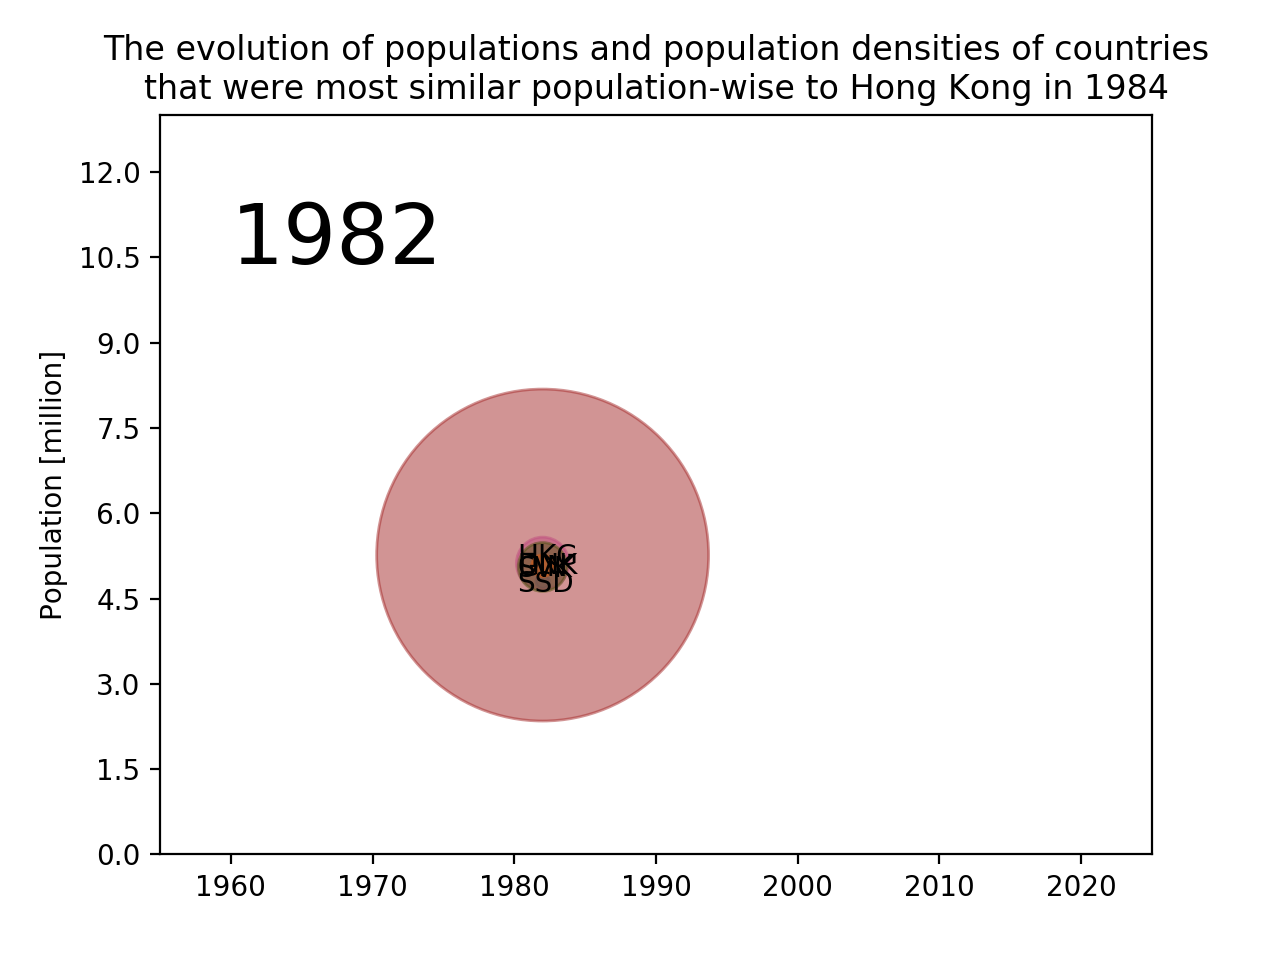 The evolution of populations and population densities of countries
that were most similar population-wise to Hong Kong in 1984
12.0
1982
10.5
9.0
7.5
Population [million]
6.0
HKG
SSD
4.5
3.0
1.5
0.0
1960 1970 1980 1990 2000 2010 2020